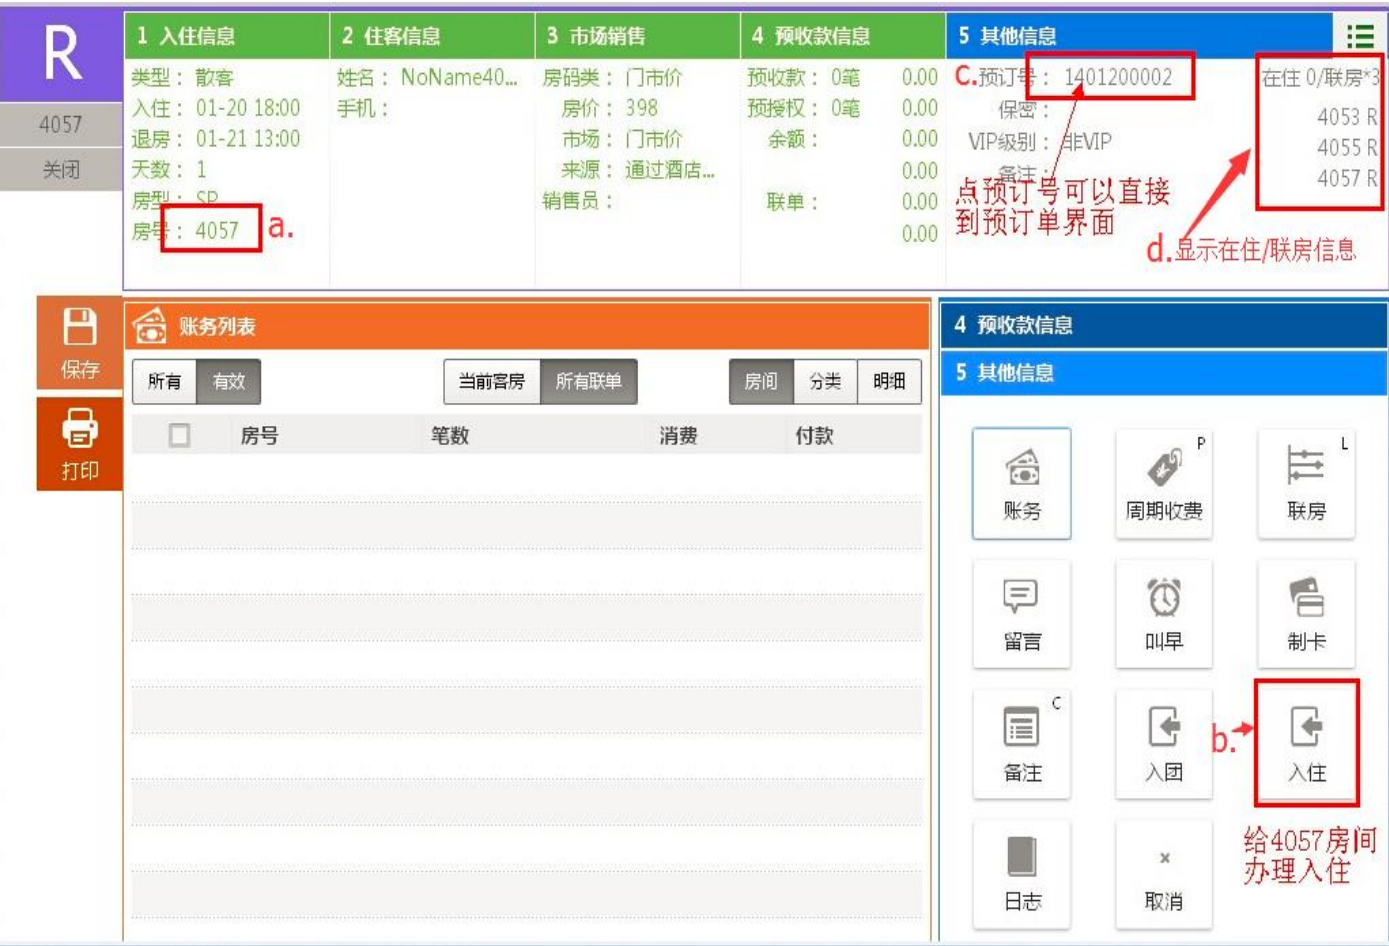 R
4057
关闭
1 入住信息
类型： 散客
入住： 01-20 18:00
退房： 01-21 13:00
天数： 1
房型： SP
房号： 4057
a.
2 住客信息
姓名： NoName40...
手机：
3 市场销售
房码类： 门市价
房价： 398
市场： 门市价
来源： 通过酒店...
销售员：
4 预收款信息
预收款： 0笔 0.00
预授权： 0笔 0.00
余额： 0.00
0.00
联单： 0.00
0.00
5 其他信息
C.预订号： 1401200002
保密：
VIP级别： 非VIP
备注：
点预订号可以直接
到预订单界面
在住 0/联房*3
4053 R
4055 R
4057 R
d.显示在住/联房信息
保存
打印
账务列表
所有 有效 当前客房 所有联单 房间 分类 明细
房号 笔数 消费 付款
4 预收款信息
5 其他信息
账务
P
周期收费
L
联房
留言
叫早
制卡
C
备注
入团
b.
入住
给4057房间
办理入住
日志
×
取消